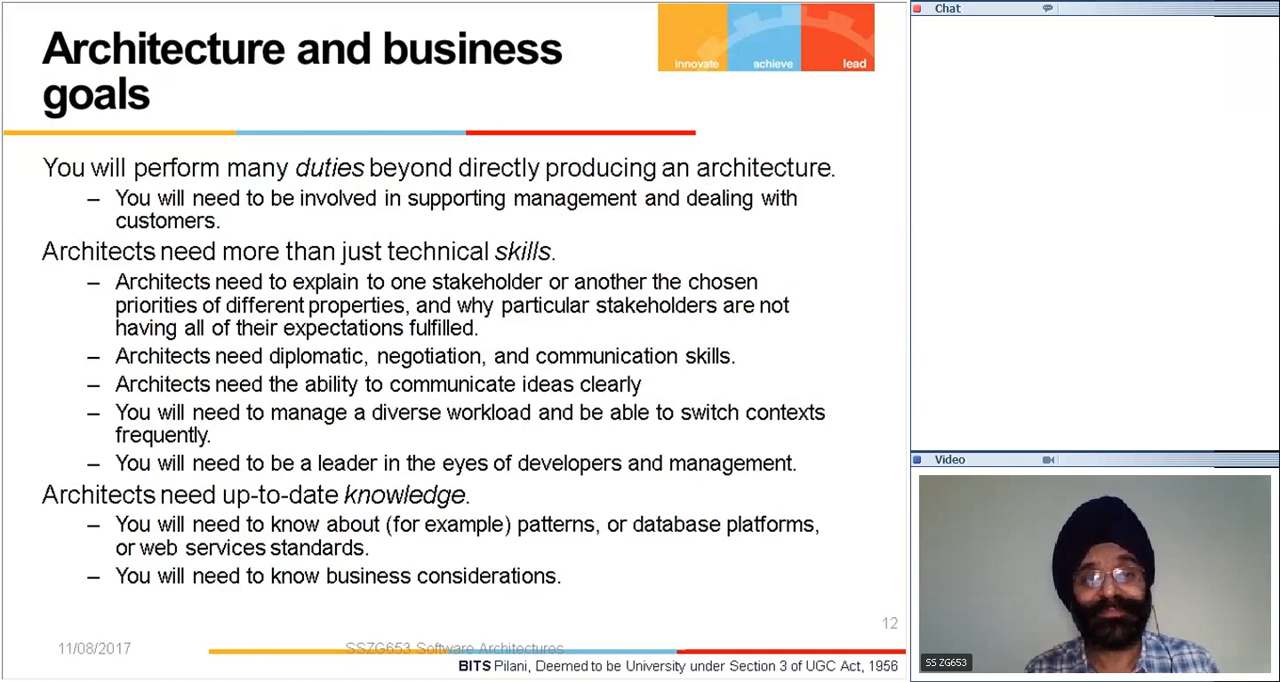 Architecture and business
goals
innovate achieve lead
You will perform many duties beyond directly producing an architecture.
– You will need to be involved in supporting management and dealing with
customers.
Architects need more than just technical skills.
– Architects need to explain to one stakeholder or another the chosen
priorities of different properties, and why particular stakeholders are not
having all of their expectations fulfilled.
– Architects need diplomatic, negotiation, and communication skills.
– Architects need the ability to communicate ideas clearly
– You will need to manage a diverse workload and be able to switch contexts
frequently.
– You will need to be a leader in the eyes of developers and management.
Architects need up-to-date knowledge.
– You will need to know about (for example) patterns, or database platforms,
or web services standards.
– You will need to know business considerations.
12
11/08/2017
SSZG653 Software Architectures
BITS Pilani, Deemed to be University under Section 3 of UGC Act, 1956
Chat
Video
SS ZG653